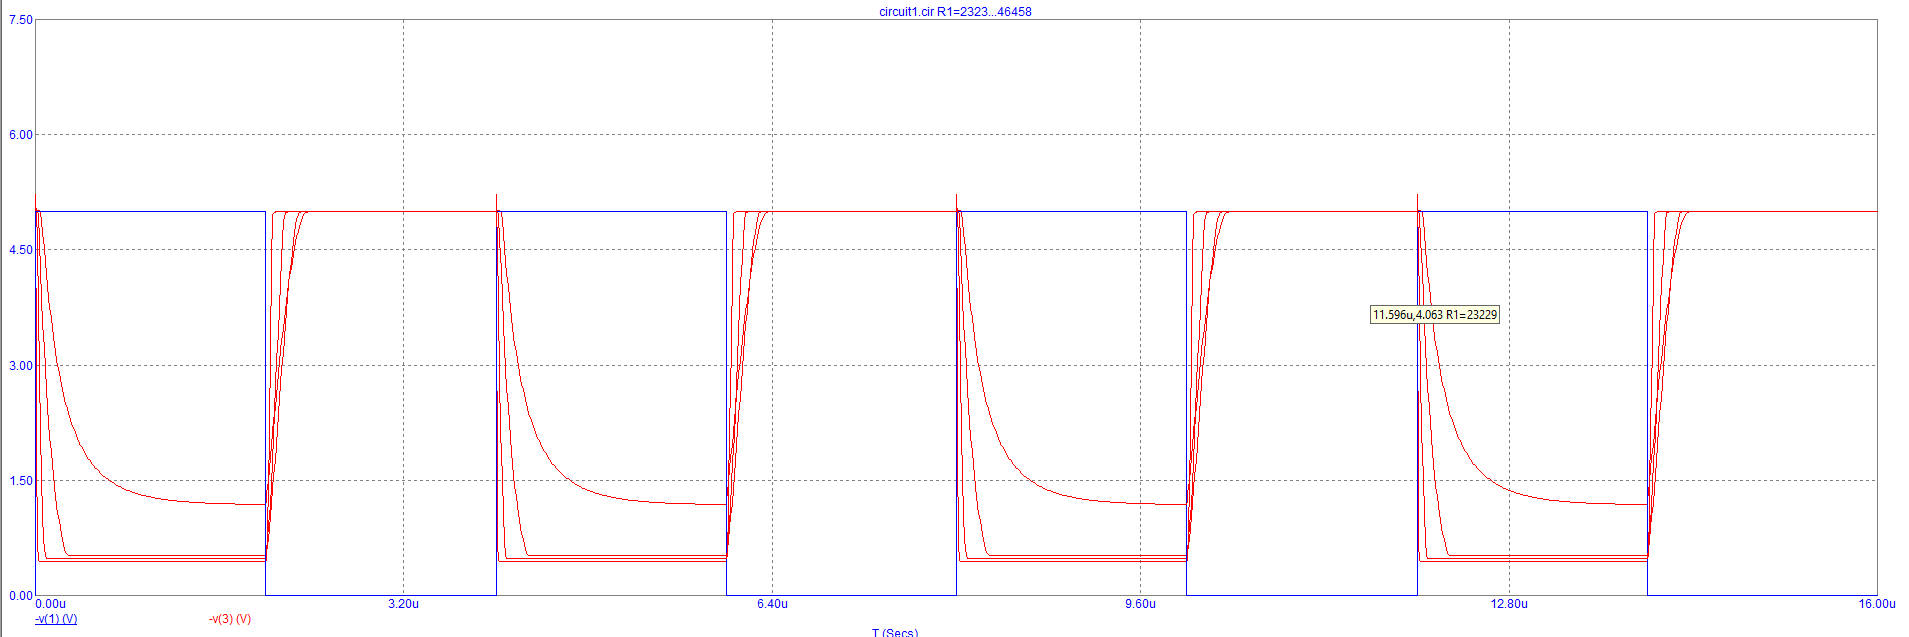 circuit1.cir R1=2323...46458
7.50
6.00
4.50
11.596u,4.063 R1=23229
3.00
1.50
0.00
0.00u 3.20u 6.40u 9.60u 12.80u 16.00u
-v(1) (V) -v(3) (V)
T (Secs)